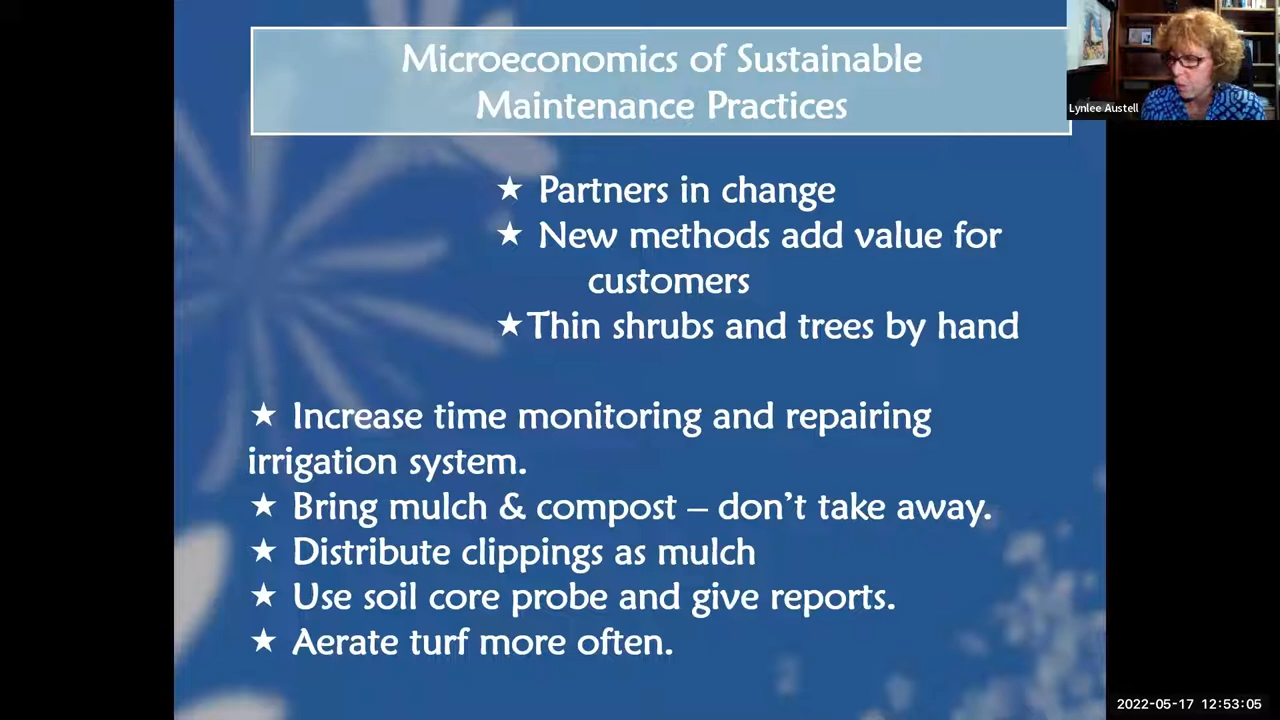 Microeconomics of Sustainable
Maintenance Practices
Lynlee Austell
★ Partners in change
★ New methods add value for
customers
★Thin shrubs and trees by hand
★ Increase time monitoring and repairing
irrigation system.
★ Bring mulch & compost – don’t take away.
★ Distribute clippings as mulch
★ Use soil core probe and give reports.
★ Aerate turf more often.
2022-05-17 12:53:05